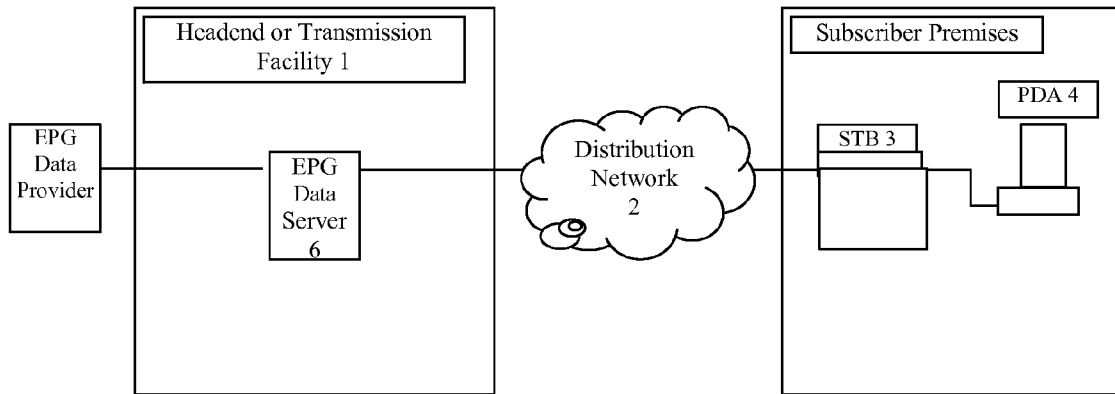 Headend or Transmission
Facility 1
Subscriber Premises
PDA 4
EPG
Data
Provider
EPG
Data
Server
6
Distribution
Network
2
STB 3